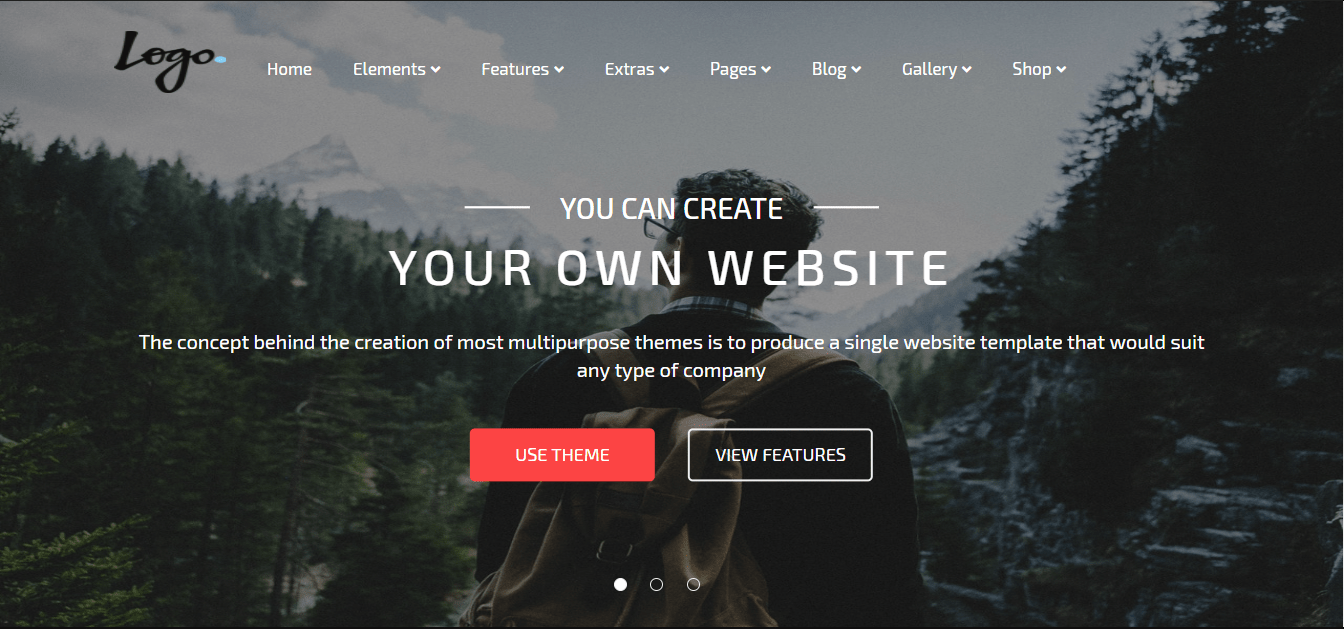 Logo
Home Elements Features Extras Pages Blog Gallery Shop
YOU CAN CREATE
YOUR OWN WEBSITE
The concept behind the creation of most multipurpose themes is to produce a single website template that would suit
any type of company
USE THEME VIEW FEATURES